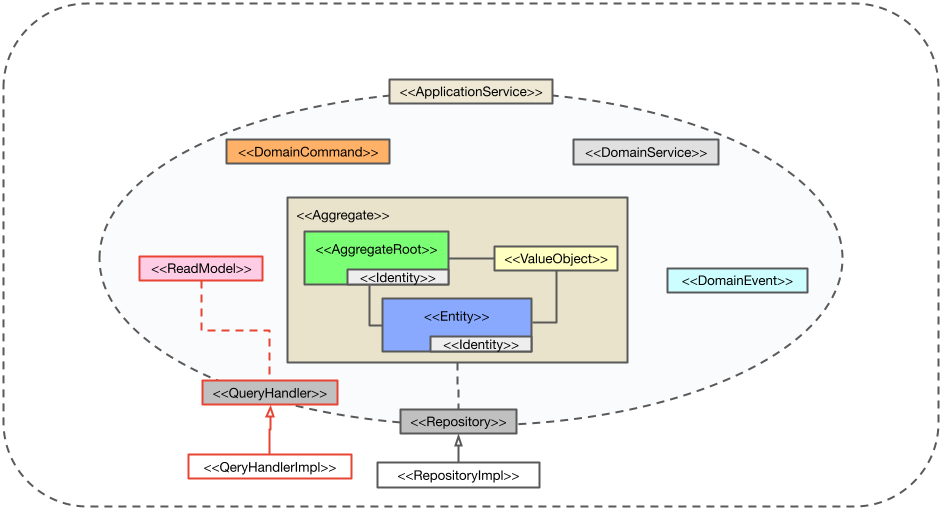 <<ApplicationService>>
<<DomainCommand>>
<<DomainService>>
<<Aggregate>>
<<AggregateRoot>>
<<Identity>>
<<ValueObject>>
<<ReadModel>>
<<DomainEvent>>
<<Entity>>
<<Identity>>
<<QueryHandler>>
<<Repository>>
<<QeryHandlerImpl>>
<<RepositoryImpl>>